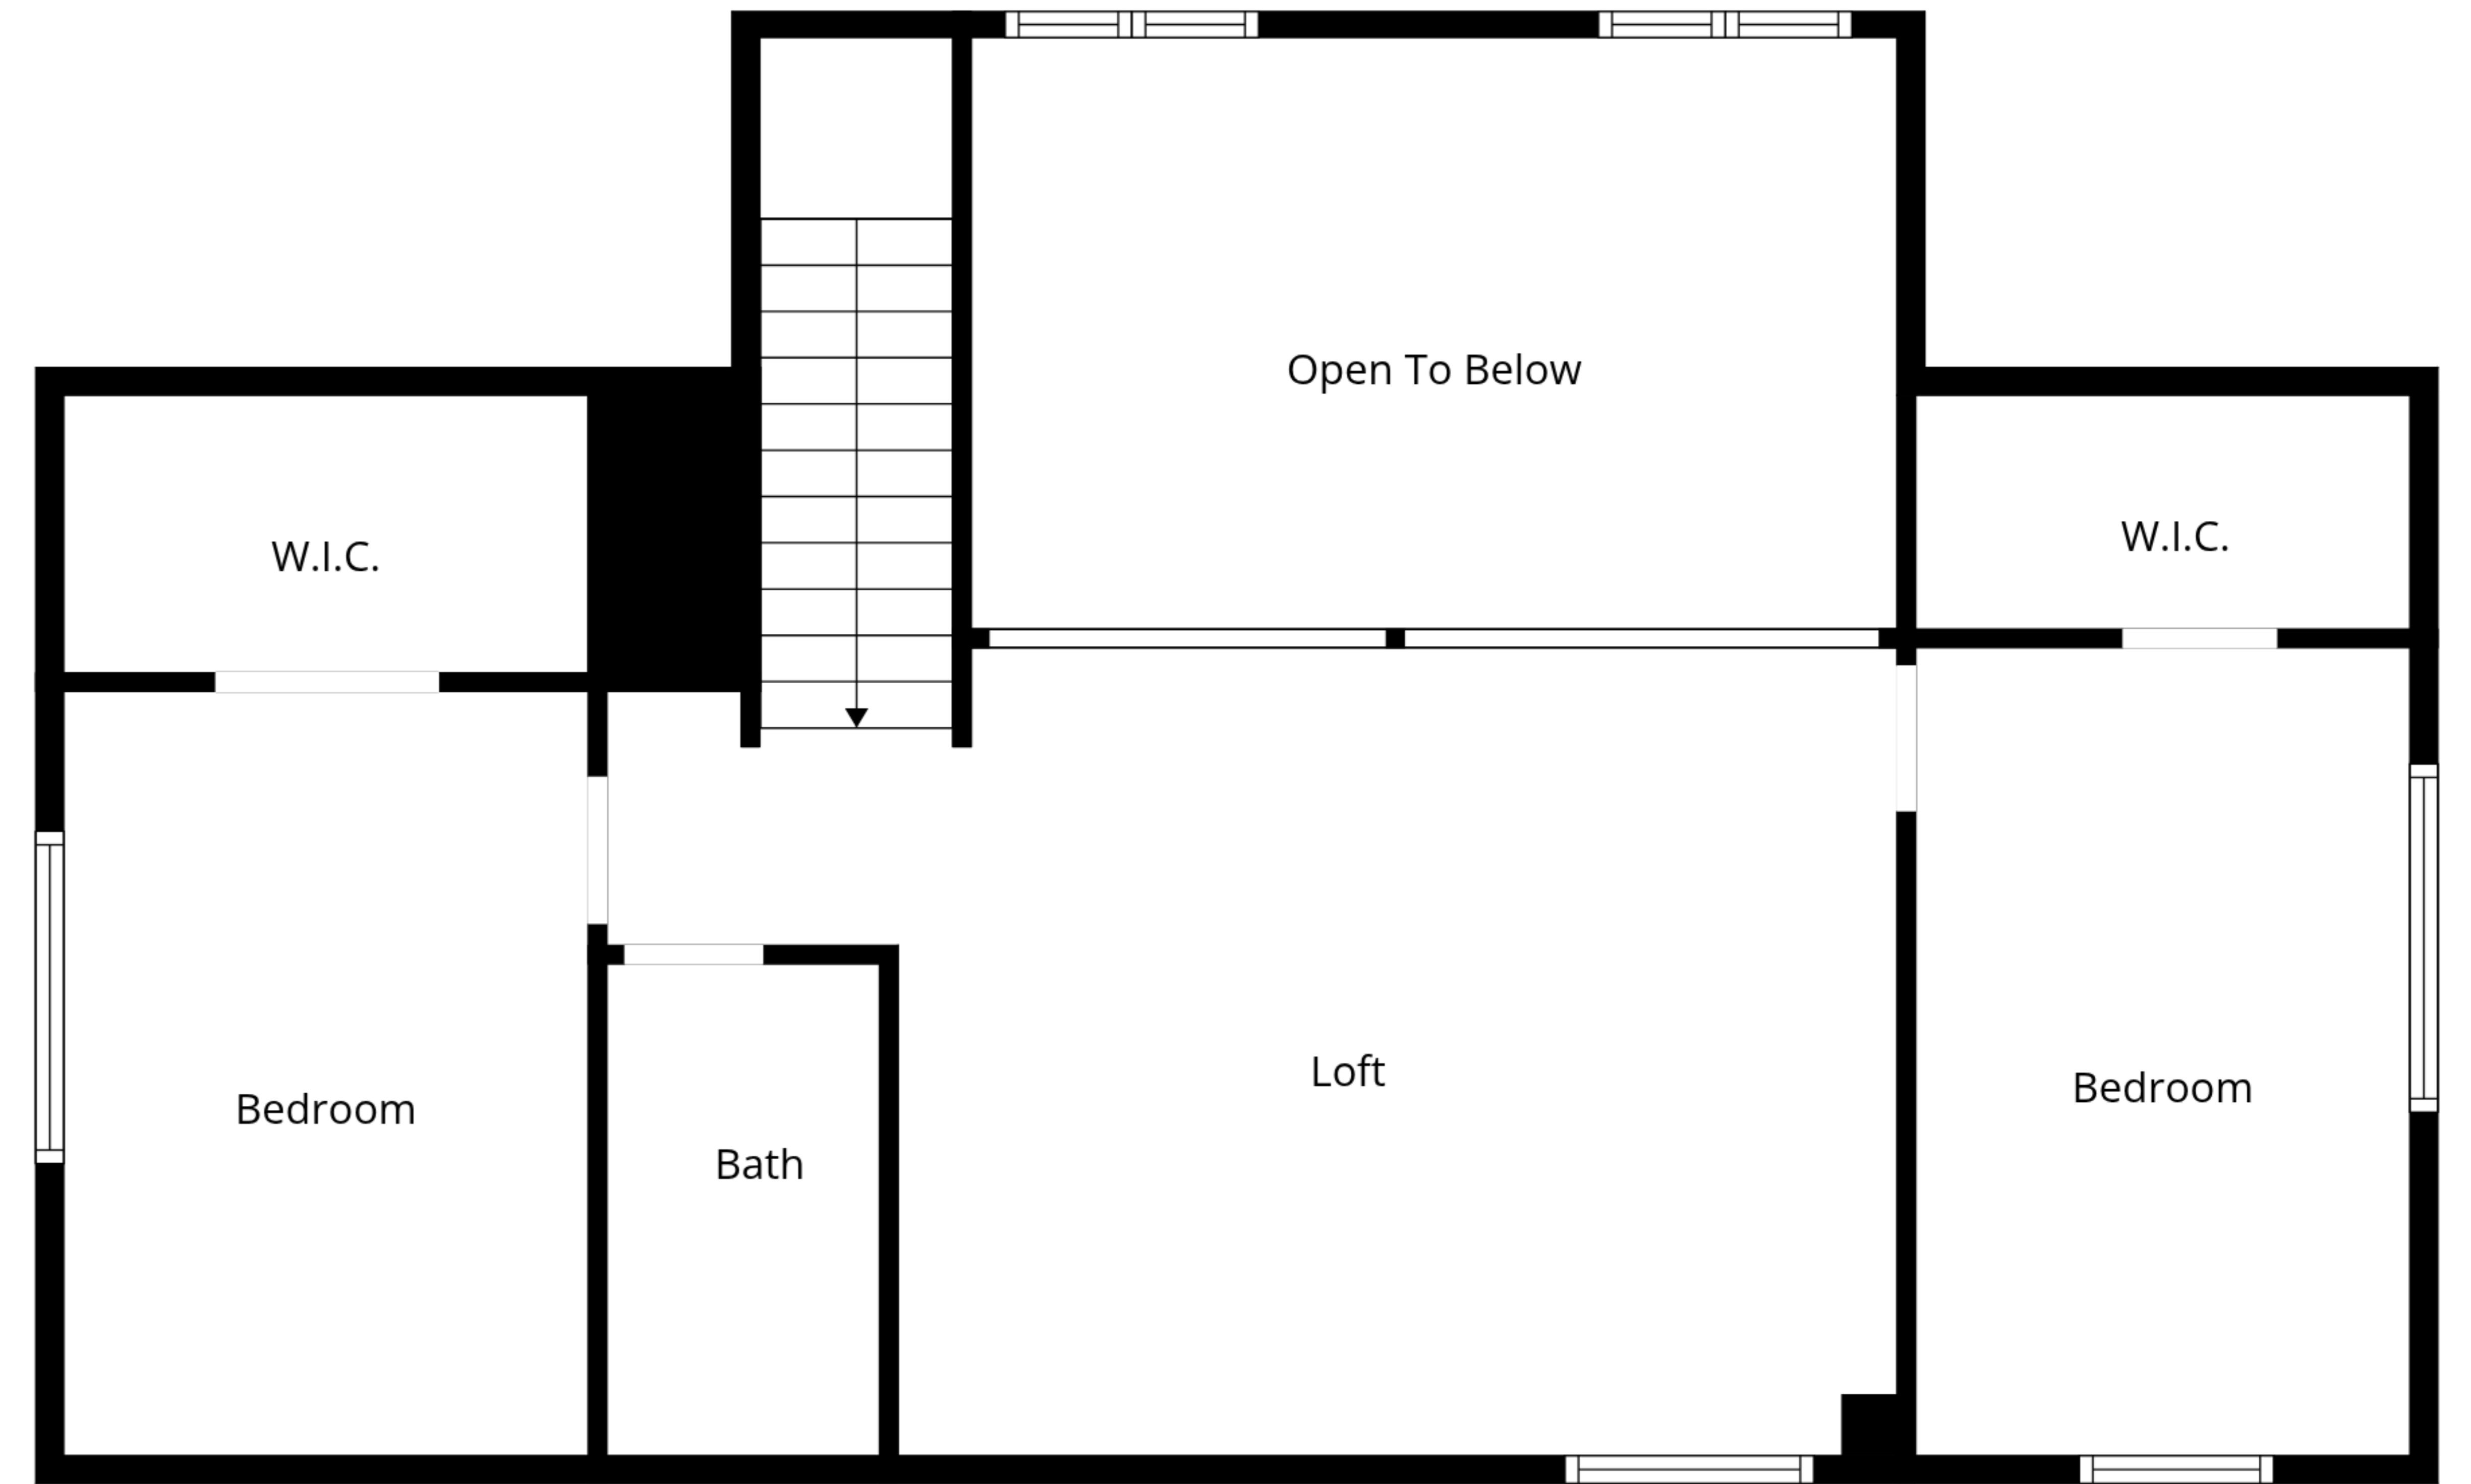 Open To Below
W.I.C.
W.I.C.
Loft
Bedroom
Bedroom
Bath